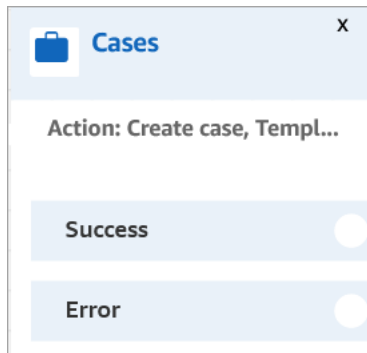 Cases
X
Action: Create case, Templ...
Success
Error